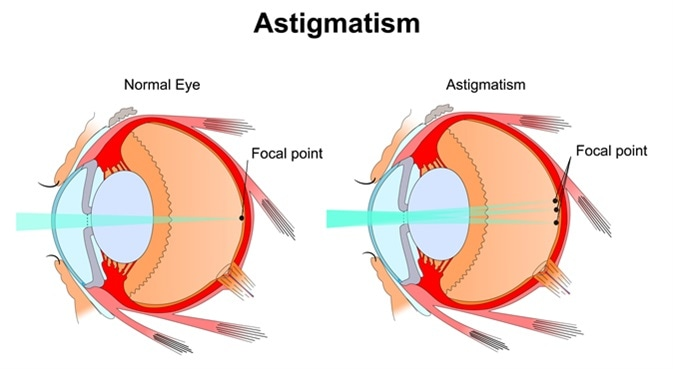 Astigmatism
Normal Eye
Astigmatism
Focal point
Focal point